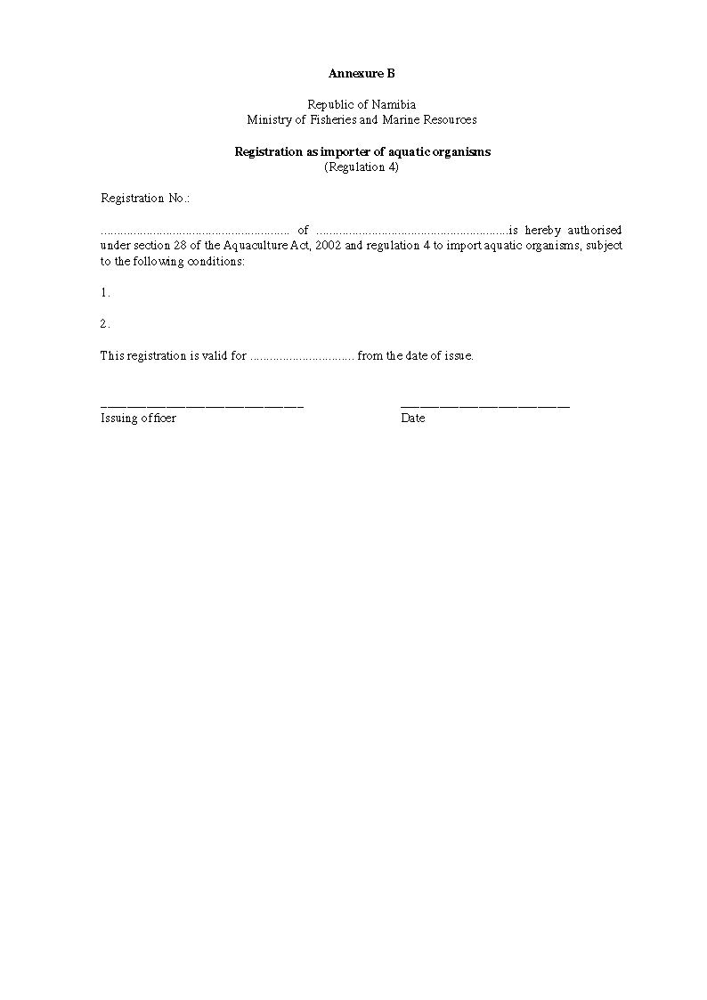 Annexure B
Republic of Namibia
Ministry of Fisheries and Marine Resources
Registration as importer of aquatic organisms
(Regulation 4)
Registration No.:
.......................................................... of ...........................................................is hereby authorised
under section 28 of the Aquaculture Act, 2002 and regulation 4 to import aquatic organisms, subject
to the following conditions:
1.
2.
This registration is valid for ................................ from the date of issue.
_______________________________ __________________________
Issuing officer Date